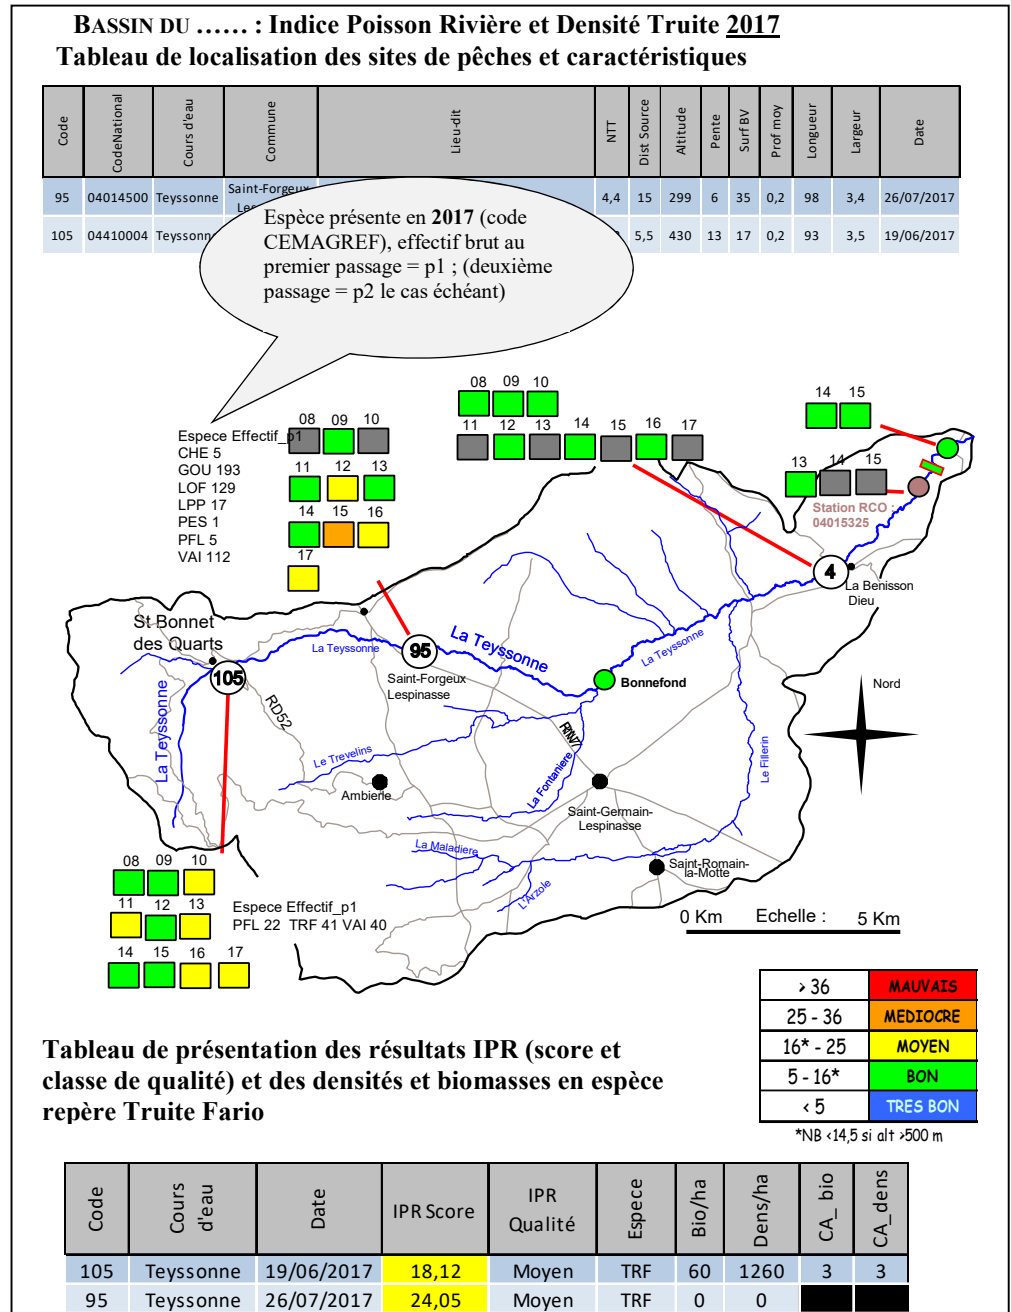 BASSIN DU …… : Indice Poisson Rivière et Densité Truite 2017
Tableau de localisation des sites de pêches et caractéristiques
Code CodeNational Cours d'eau Commune Lieu-dit NTT Dist Source Altitude Pente Surf BV Prof moy Longueur Largeur Date
95 04014500 Teyssonne Saint-Forgeux 4,4 15 299 6 35 0,2 98 3,4 26/07/2017
105 04410004 Teyssonne 5,5 430 13 17 0,2 93 3,5 19/06/2017
Espèce présente en 2017 (code
CEMAGREF), effectif brut au
premier passage = p1 ; (deuxième
passage = p2 le cas échéant)
08 09 10
11 12 13 14 15 16 17
14 15
13 14 15
Station RCO :
04015325
Espece Effectif_p1
CHE 5
GOU 193
LOF 129
LPP 17
PES 1
PFL 5
VAI 112
08 09 10
11 12 13
14 15 16
17
4
La Benisson
Dieu
St Bonnet
des Quarts
La Teyssonne
95
La Teyssonne
La Teyssonne
Saint-Forgeux
Lespinasse
105
Bonnefond
Nord
La Teyssonne
RD52
RN7
Le Trevelins
Ambierle
La Fontaniere
Le Fillerin
Saint-Germain-
Lespinasse
La Maladiere
L'Arzole
Saint-Romain-
la-Motte
0 Km Echelle : 5 Km
08 09 10
11 12 13
14 15 16 17
Espece Effectif_p1
PFL 22 TRF 41 VAI 40
> 36 MAUVAIS
25 - 36 MEDIOCRE
16* - 25 MOYEN
5 - 16* BON
< 5 TRES BON
*NB <14,5 si alt >500 m
Tableau de présentation des résultats IPR (score et
classe de qualité) et des densités et biomasses en espèce
repère Truite Fario
Code Cours d'eau Date IPR Score IPR Qualité Espece Bio/ha Dens/ha CA_ bio CA_dens
105 Teyssonne 19/06/2017 18,12 Moyen TRF 60 1260 3 3
95 Teyssonne 26/07/2017 24,05 Moyen TRF 0 0